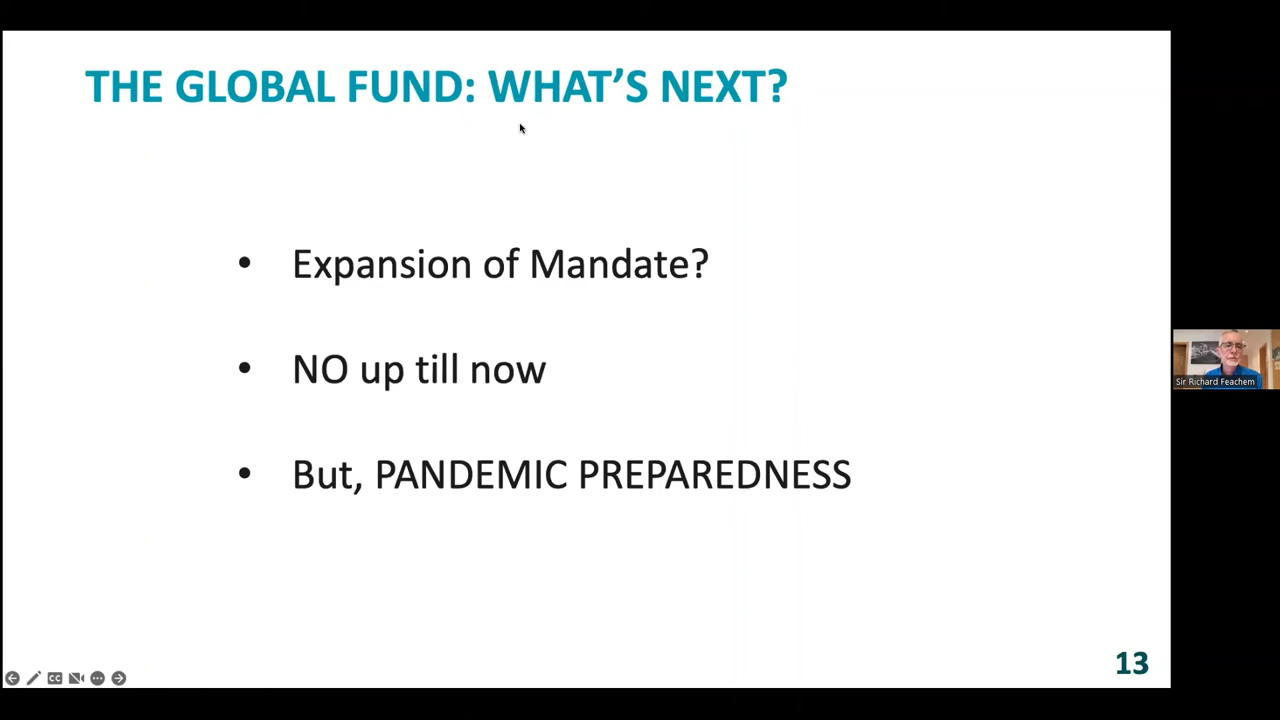 THE GLOBAL FUND: WHAT'S NEXT?
• Expansion of Mandate?
• NO up till now
• But, PANDEMIC PREPAREDNESS
Sir Richard Feachem
13
CC